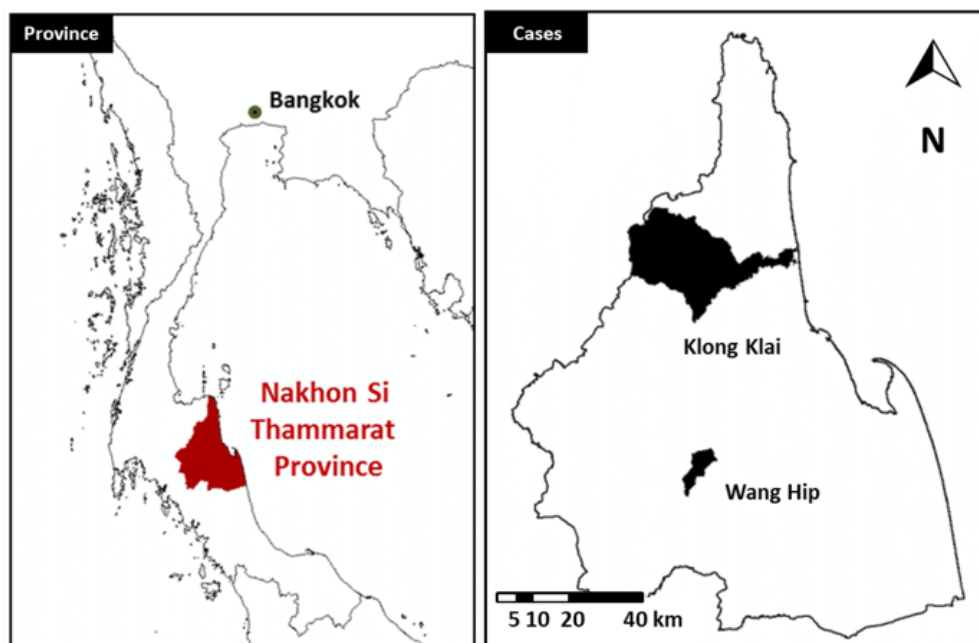 Province
Bangkok
Nakhon Si
Thammarat
Province
Cases
N
Klong Klai
Wang Hip
5 10 20 40 km